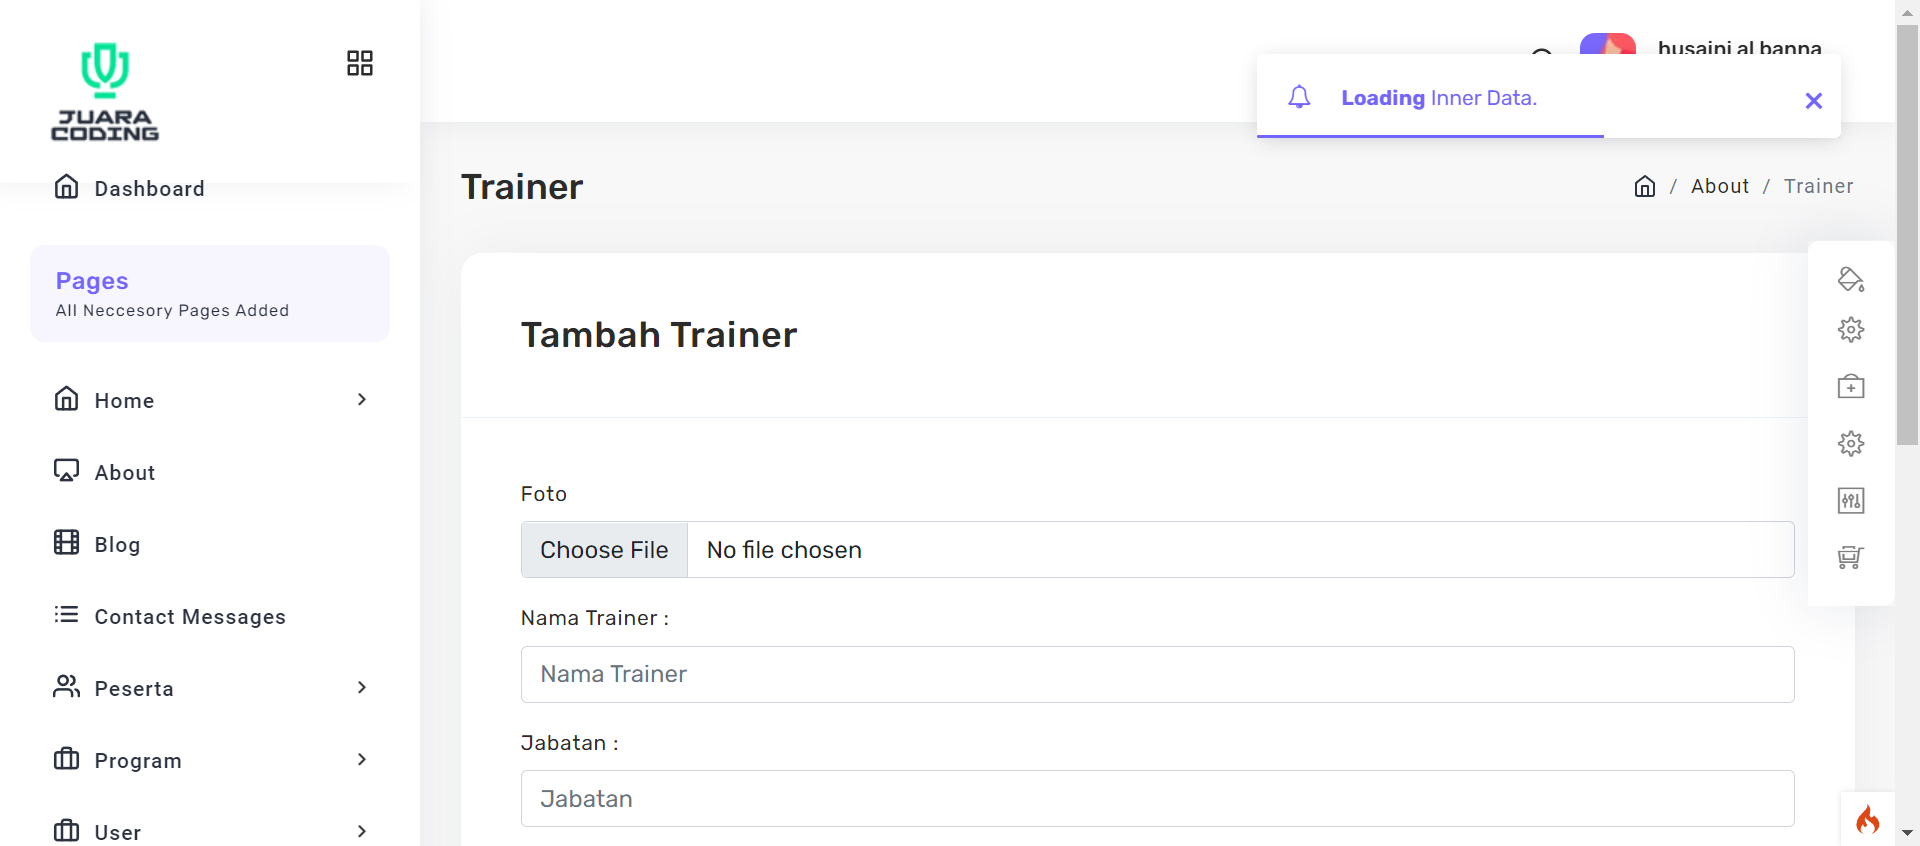 JUARA
CODING
husaini al banna
Loading Inner Data.
Dashboard
Trainer
/ About / Trainer
Pages
All Neccesory Pages Added
Home
About
Blog
Contact Messages
Peserta
Program
User
Tambah Trainer
Foto
Choose File No file chosen
Nama Trainer :
Nama Trainer
Jabatan :
Jabatan